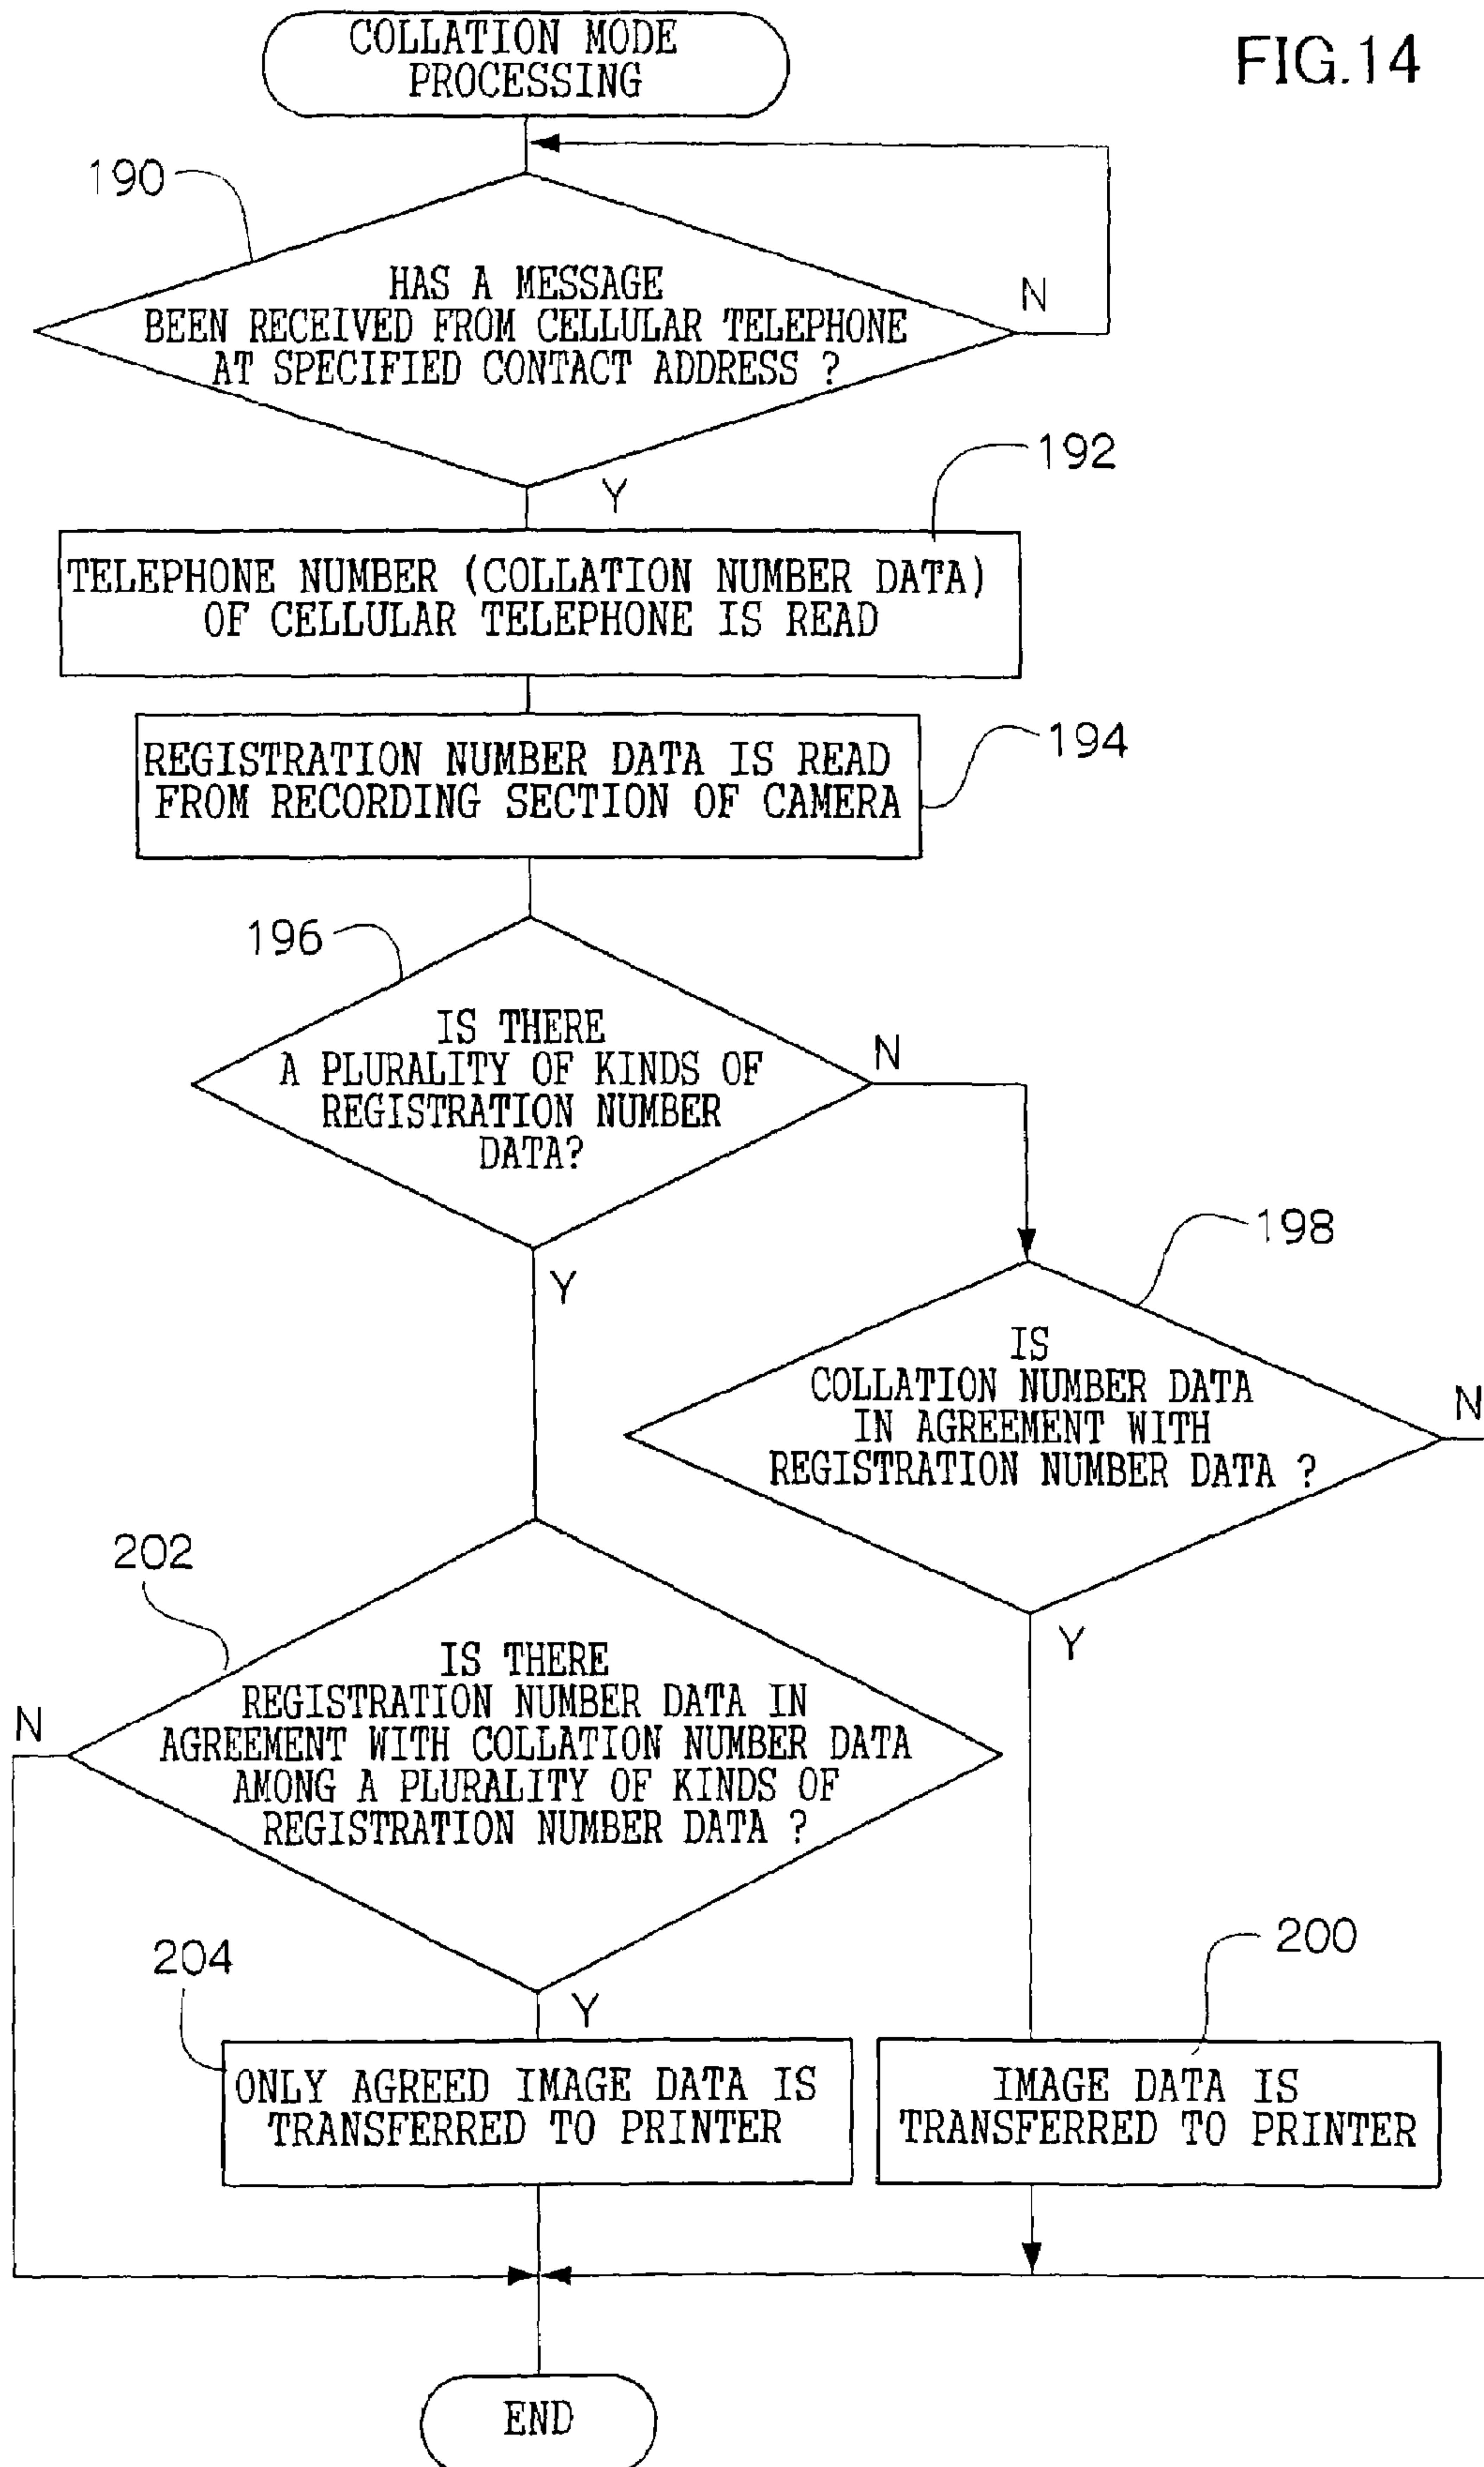 COLLATION MODE
PROCESSING
FIG.14
190
HAS A MESSAGE
BEEN RECEIVED FROM CELLULAR TELEPHONE
AT SPECIFIED CONTACT ADDRESS ?
N
Y
192
TELEPHONE NUMBER (COLLATION NUMBER DATA)
OF CELLULAR TELEPHONE IS READ
REGISTRATION NUMBER DATA IS READ
FROM RECORDING SECTION OF CAMERA
194
196
IS THERE
A PLURALITY OF KINDS OF
REGISTRATION NUMBER
DATA?
N
Y
198
IS
COLLATION NUMBER DATA
IN AGREEMENT WITH
REGISTRATION NUMBER DATA ?
N
Y
202
IS THERE
REGISTRATION NUMBER DATA IN
AGREEMENT WITH COLLATION NUMBER DATA
AMONG A PLURALITY OF KINDS OF
REGISTRATION NUMBER DATA ?
N
Y
204
ONLY AGREED IMAGE DATA IS
TRANSFERRED TO PRINTER
200
IMAGE DATA IS
TRANSFERRED TO PRINTER
END